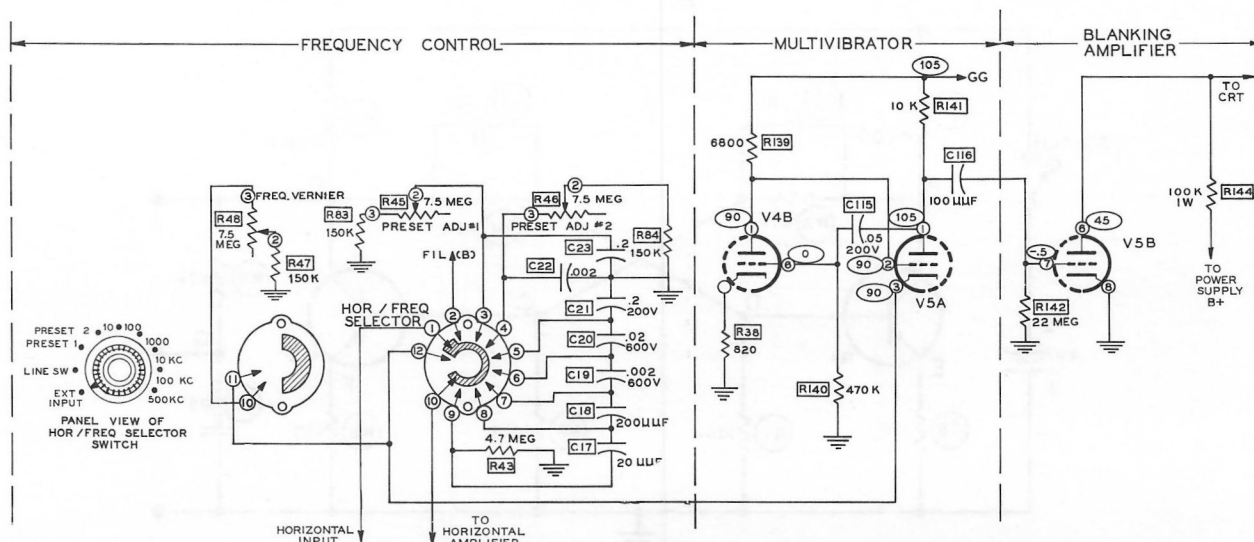 FREQUENCY CONTROL
MULTIVIBRATOR
BLANKING
AMPLIFIER
105
GG
TO
CRT
10 K
R141
6800
R139
C116
100 UUF
100K
1W
R144
TO
POWER
SUPPLY
B+
3
FREQ. VERNIER
R48
7.5
MEG
2
R47
150K
R83
150K
3
R45
2
7.5 MEG
PRESET ADJ#1
R46
2
7.5 MEG
3
PRESET ADJ #2
R84
150K
C23
.2
FIL (B)
C22
.002
C21
.2
200V
C20
.02
600V
C19
.002
600V
C18
200UUF
C17
20 UUF
HOR / FREQ
SELECTOR
1
2
3
4
5
6
7
8
9
10
11
10
12
4.7 MEG
R43
PRESET 2
10
100
PRESET 1
1000
10 KC
LINE SW
100 KC
EXT
INPUT
500KC
PANEL VIEW OF
HOR / FREQ SELECTOR
SWITCH
HORIZONTAL
INPUT
TO
HORIZONTAL
AMPLIFIER
90
1
V4B
0
6
R38
820
C115
.05
200V
105
1
90
2
90
3
V5A
R140
470 K
45
6
.5
7
V5B
8
R142
22 MEG